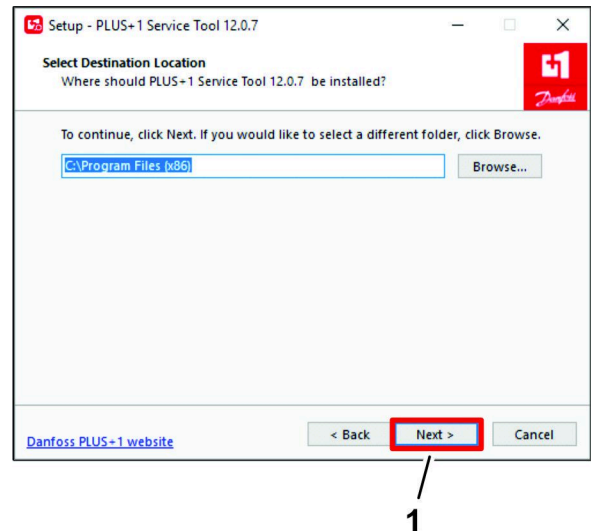 Setup - PLUS+1 Service Tool 12.0.7
Select Destination Location
Where should PLUS+1 Service Tool 12.0.7 be installed?
+1
Danfoss
To continue, click Next. If you would like to select a different folder, click Browse.
C:\Program Files (x86)
Browse...
Danfoss PLUS+1 website
< Back
Next >
Cancel
1